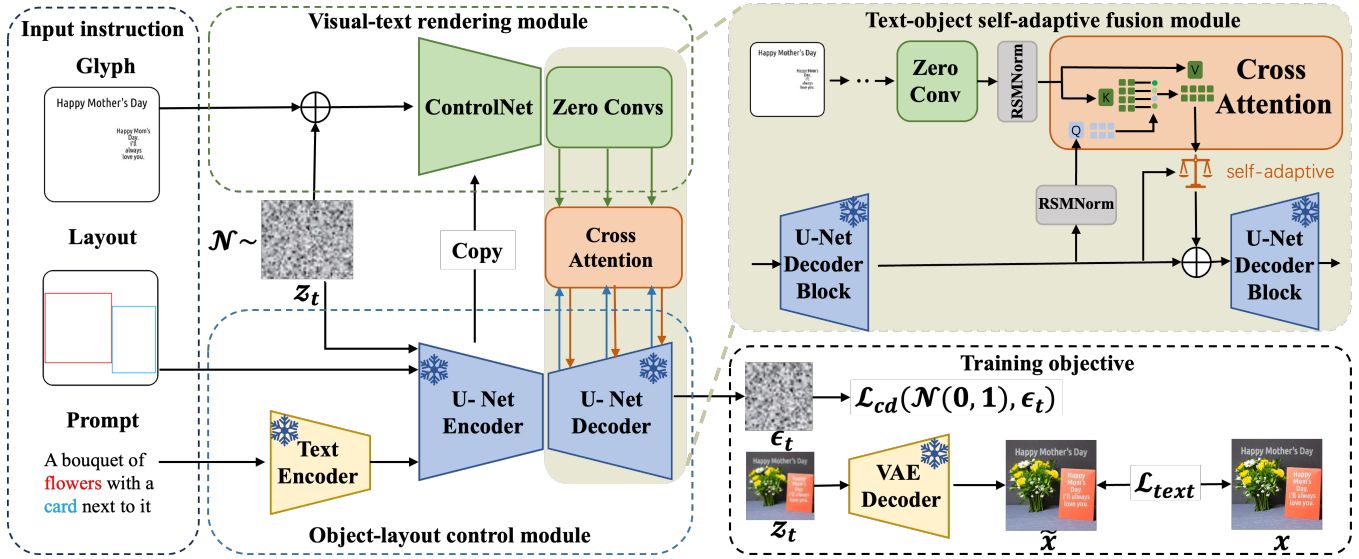 Input instruction
Glyph
Happy Mother's Day
Happy Mom's
Day.
I'll
always
love you.
Layout
Prompt
A bouquet of
flowers with a
card next to it
Visual-text rendering module
ControlNet
Zero Convs
𝒩~
z_t
Copy
Cross
Attention
U- Net
Encoder
U- Net
Decoder
Text
Encoder
Object-layout control module
Text-object self-adaptive fusion module
Happy Mother's Day
Happy Mom's
Day.
I'll
always
love you.
...
Zero
Conv
RSMNorm
V
K
Q
Cross
Attention
self-adaptive
RSMNorm
U-Net
Decoder
Block
U-Net
Decoder
Block
Training objective
ϵ_t
ℒ_cd(𝒩(0, 1), ϵ_t)
Happy Mother's Day
z_t
VAE
Decoder
Happy Mother's Day
Happy
Mom's
Day.
I'll always
love you.
x̃
ℒ_text
Happy Mother's Day
Happy
Mom's
Day.
I'll always
love you.
x